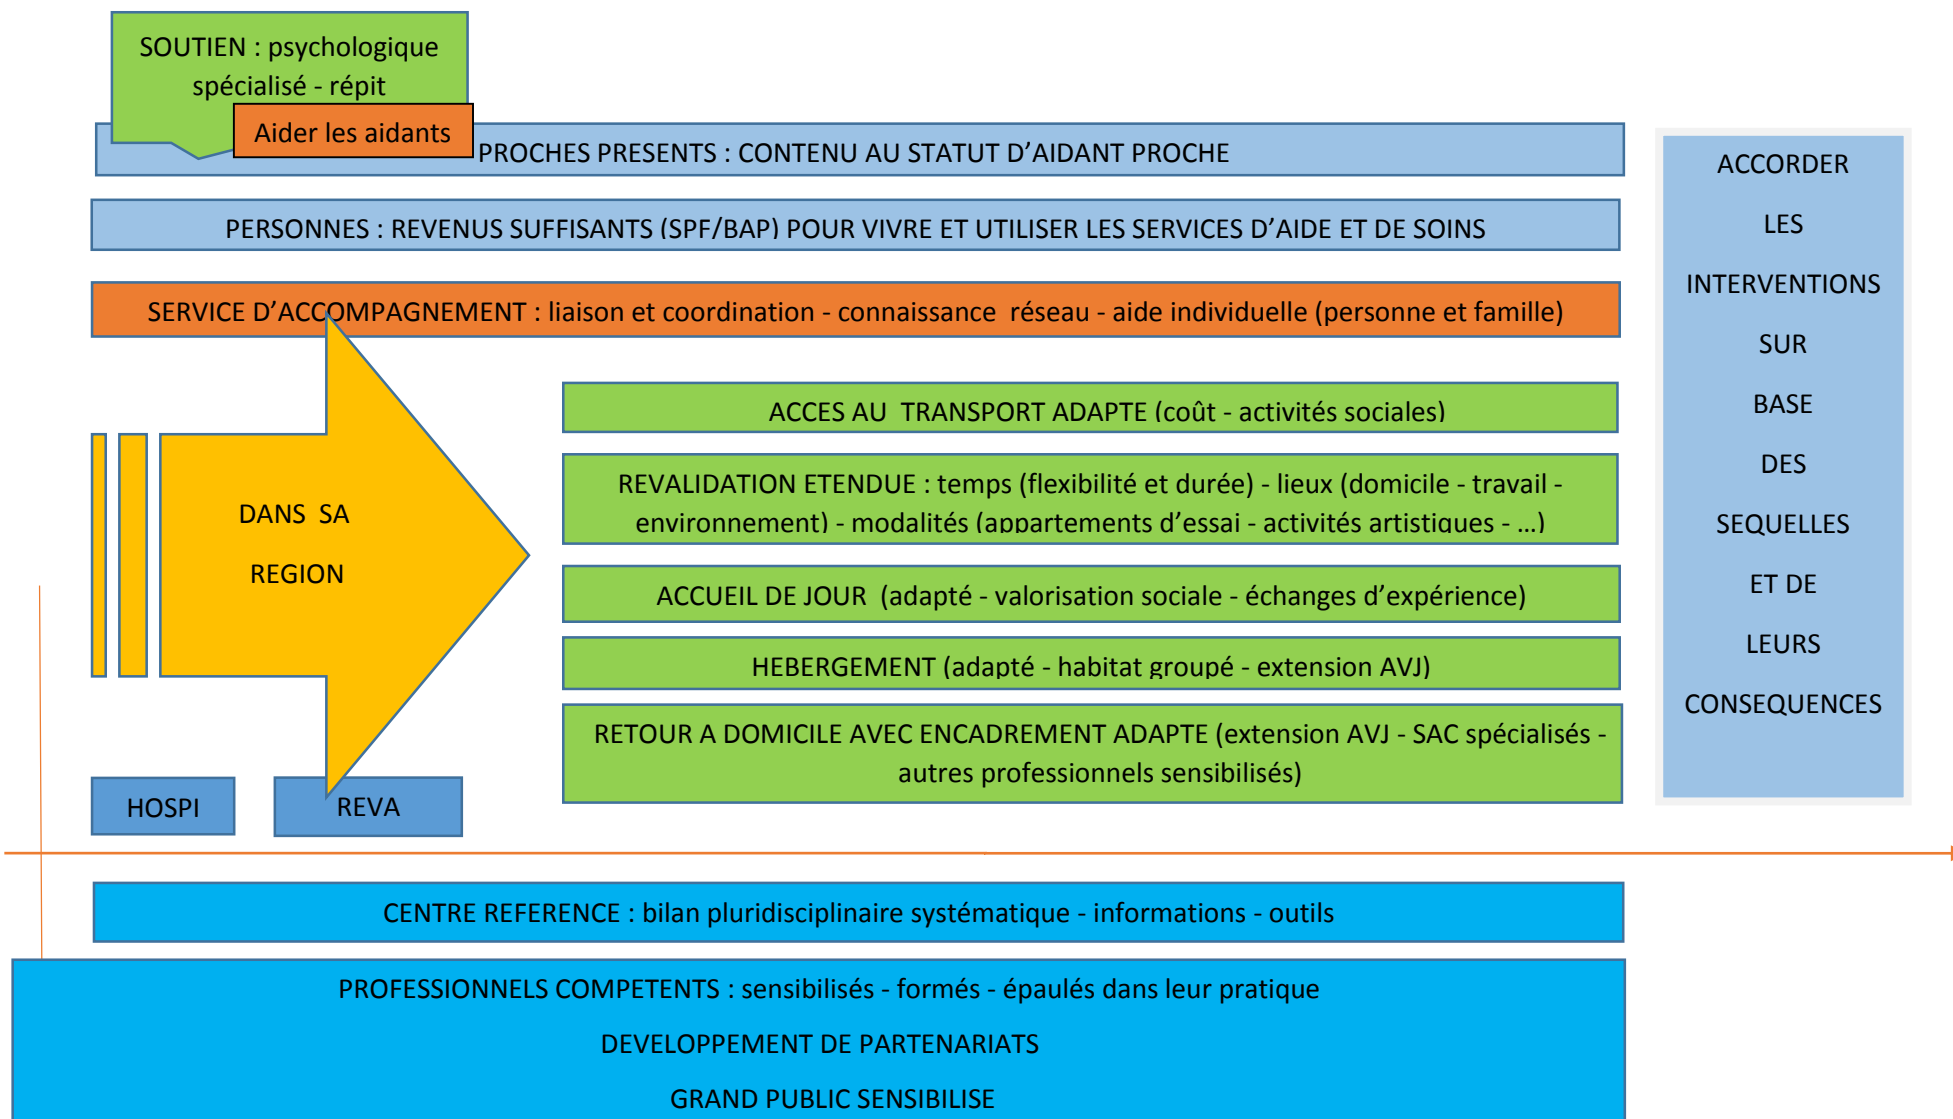 SOUTIEN : psychologique
spécialisé - répit
Aider les aidants
PROCHES PRESENTS : CONTENU AU STATUT D’AIDANT PROCHE
PERSONNES : REVENUS SUFFISANTS (SPF/BAP) POUR VIVRE ET UTILISER LES SERVICES D’AIDE ET DE SOINS
SERVICE D’ACCOMPAGNEMENT : liaison et coordination - connaissance réseau - aide individuelle (personne et famille)
DANS SA
REGION
ACCES AU TRANSPORT ADAPTE (coût - activités sociales)
REVALIDATION ETENDUE : temps (flexibilité et durée) - lieux (domicile - travail -
environnement) - modalités (appartements d’essai - activités artistiques - …)
ACCUEIL DE JOUR (adapté - valorisation sociale - échanges d’expérience)
HEBERGEMENT (adapté - habitat groupé - extension AVJ)
RETOUR A DOMICILE AVEC ENCADREMENT ADAPTE (extension AVJ - SAC spécialisés -
autres professionnels sensibilisés)
HOSPI
REVA
ACCORDER
LES
INTERVENTIONS
SUR
BASE
DES
SEQUELLES
ET DE
LEURS
CONSEQUENCES
CENTRE REFERENCE : bilan pluridisciplinaire systématique - informations - outils
PROFESSIONNELS COMPETENTS : sensibilisés - formés - épaulés dans leur pratique
DEVELOPPEMENT DE PARTENARIATS
GRAND PUBLIC SENSIBILISE